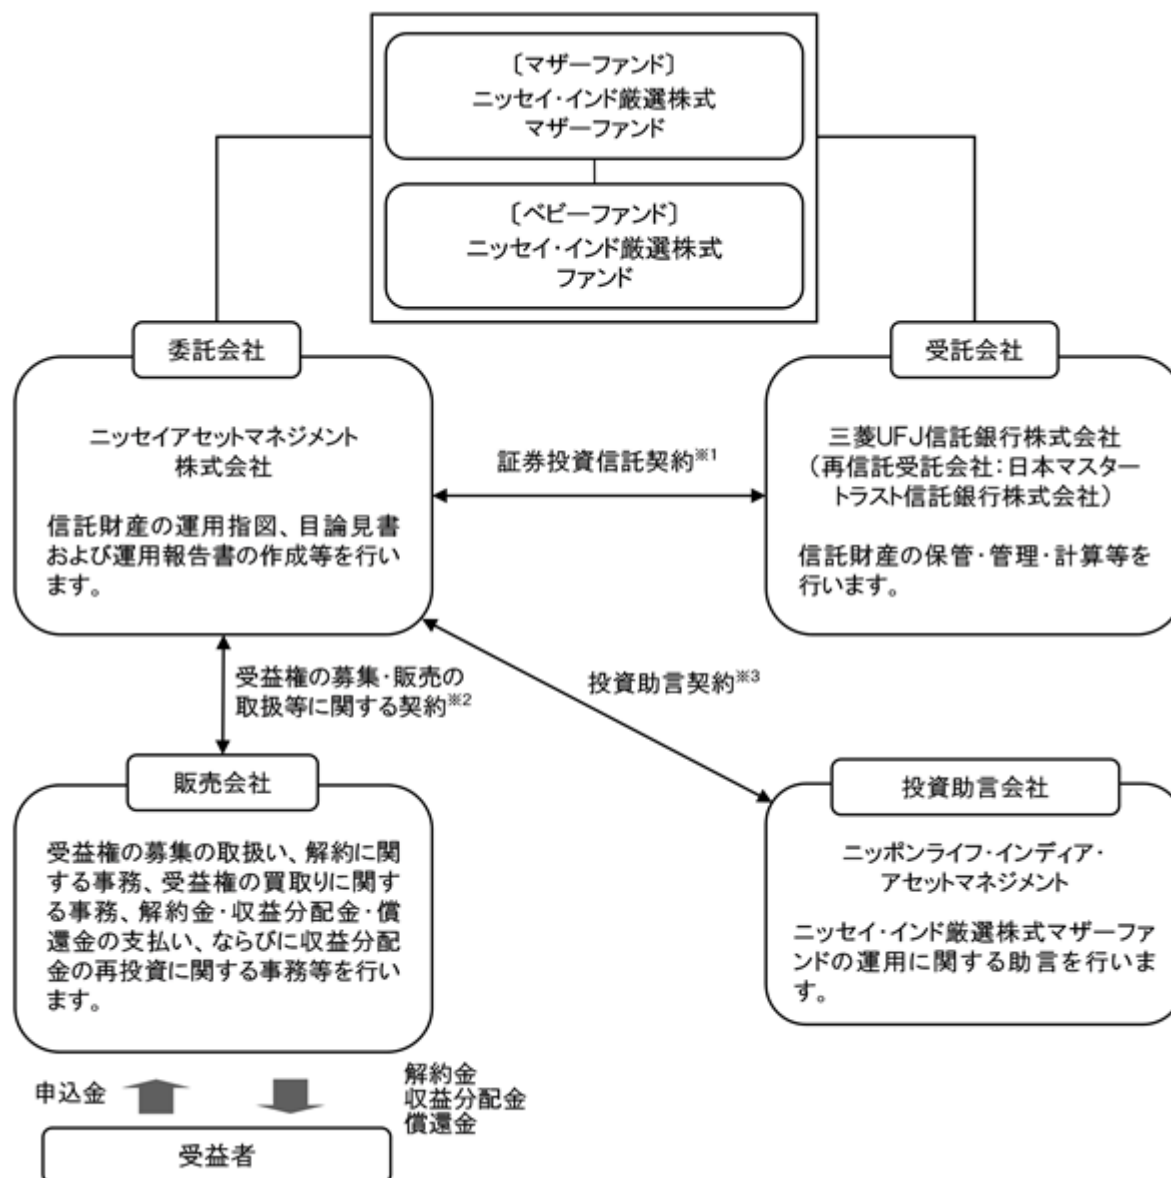 〔マザーファンド〕
ニッセイ・インド厳選株式
マザーファンド
〔ベビーファンド〕
ニッセイ・インド厳選株式
ファンド
委託会社
ニッセイアセットマネジメント
株式会社
信託財産の運用指図、目論見書
および運用報告書の作成等を行い
ます。
証券投資信託契約※1
受託会社
三菱UFJ信託銀行株式会社
（再信託受託会社：日本マスター
トラスト信託銀行株式会社）
信託財産の保管・管理・計算等を
行います。
受益権の募集・販売の
取扱等に関する契約※2
投資助言契約※3
販売会社
受益権の募集の取扱い、解約に関
する事務、受益権の買取りに関す
る事務、解約金・収益分配金・償
還金の支払い、ならびに収益分配
金の再投資に関する事務等を行い
ます。
投資助言会社
ニッポンライフ・インディア・
アセットマネジメント
ニッセイ・インド厳選株式マザーファ
ンドの運用に関する助言を行いま
す。
申込金
解約金
収益分配金
償還金
受益者